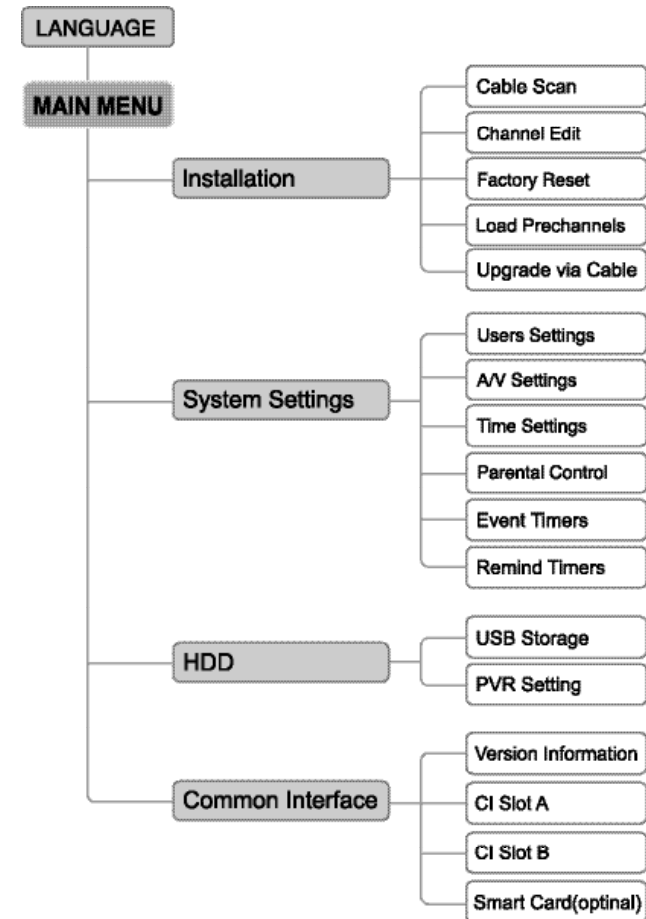 LANGUAGE
MAIN MENU
Installation
Cable Scan
Channel Edit
Factory Reset
Load Prechannels
Upgrade via Cable
System Settings
Users Settings
A/V Settings
Time Settings
Parental Control
Event Timers
Remind Timers
HDD
USB Storage
PVR Setting
Common Interface
Version Information
CI Slot A
CI Slot B
Smart Card(optinal)